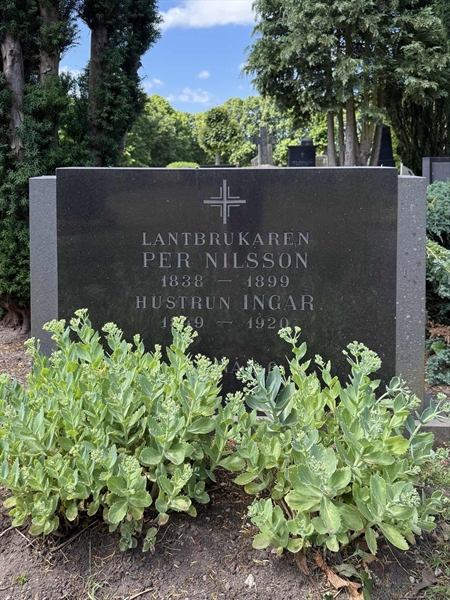 LANTBRUKAREN
PER NILSSON
1838 – 1899
HUSTRUN INGAR
– 1920